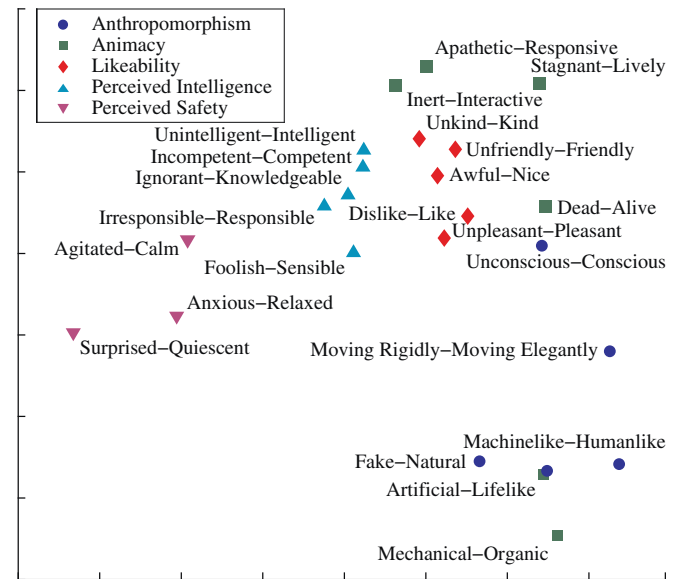 Anthropomorphism
Animacy
Likeability
Perceived Intelligence
Perceived Safety
Apathetic−Responsive
Stagnant−Lively
Inert−Interactive
Unkind−Kind
Unintelligent−Intelligent
Unfriendly−Friendly
Incompetent−Competent
Awful−Nice
Ignorant−Knowledgeable
Dead−Alive
Dislike−Like
Irresponsible−Responsible
Unpleasant−Pleasant
Agitated−Calm
Unconscious−Conscious
Foolish−Sensible
Anxious−Relaxed
Surprised−Quiescent
Moving Rigidly−Moving Elegantly
Machinelike−Humanlike
Fake−Natural
Artificial−Lifelike
Mechanical−Organic